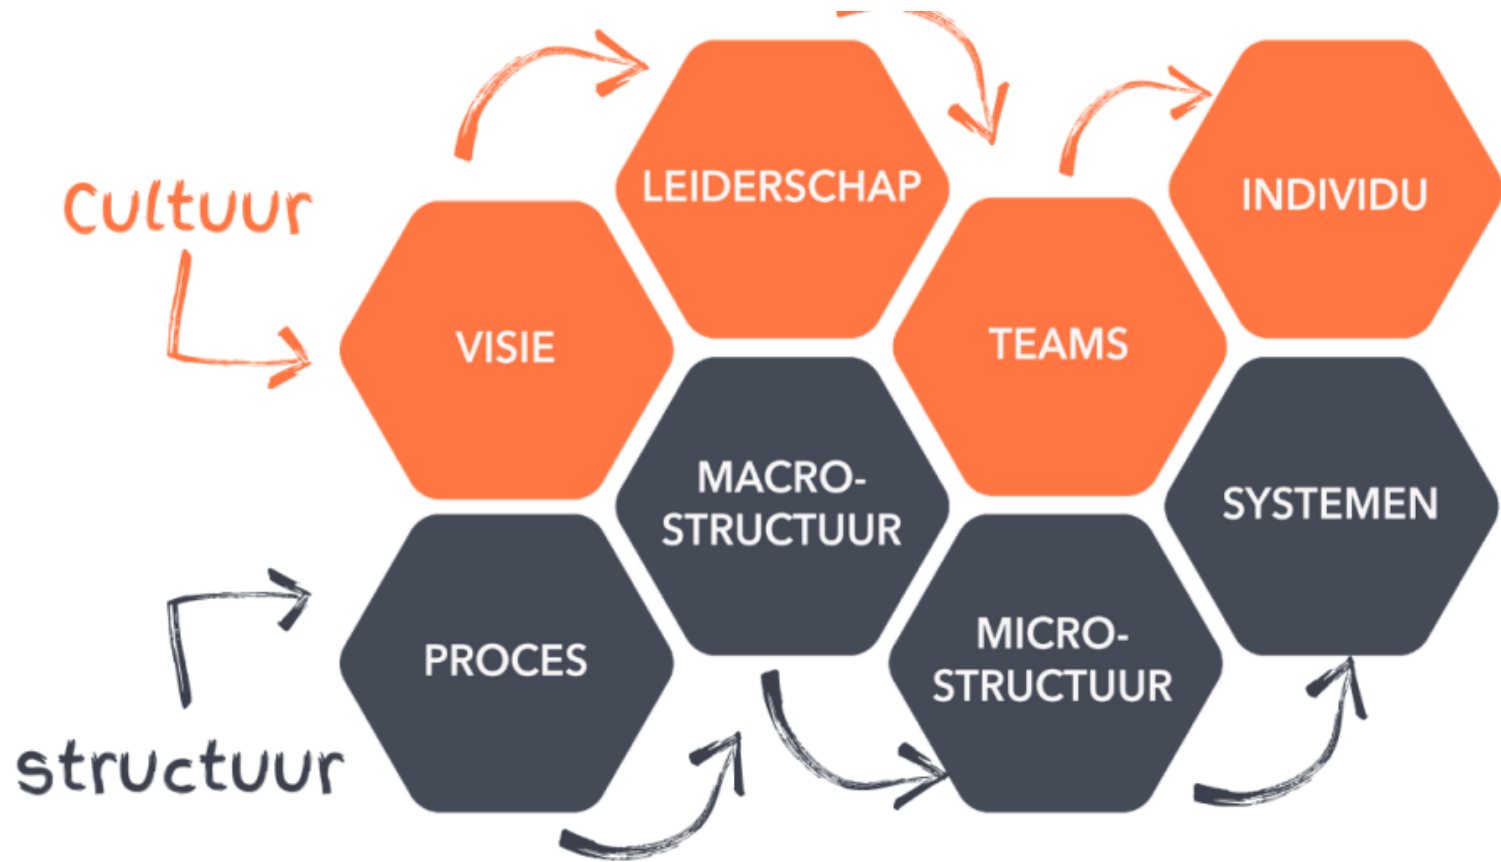 LEIDERSCHAP
INDIVIDU
cultuur
VISIE
TEAMS
MACRO-
STRUCTUUR
SYSTEMEN
PROCES
MICRO-
STRUCTUUR
structuur